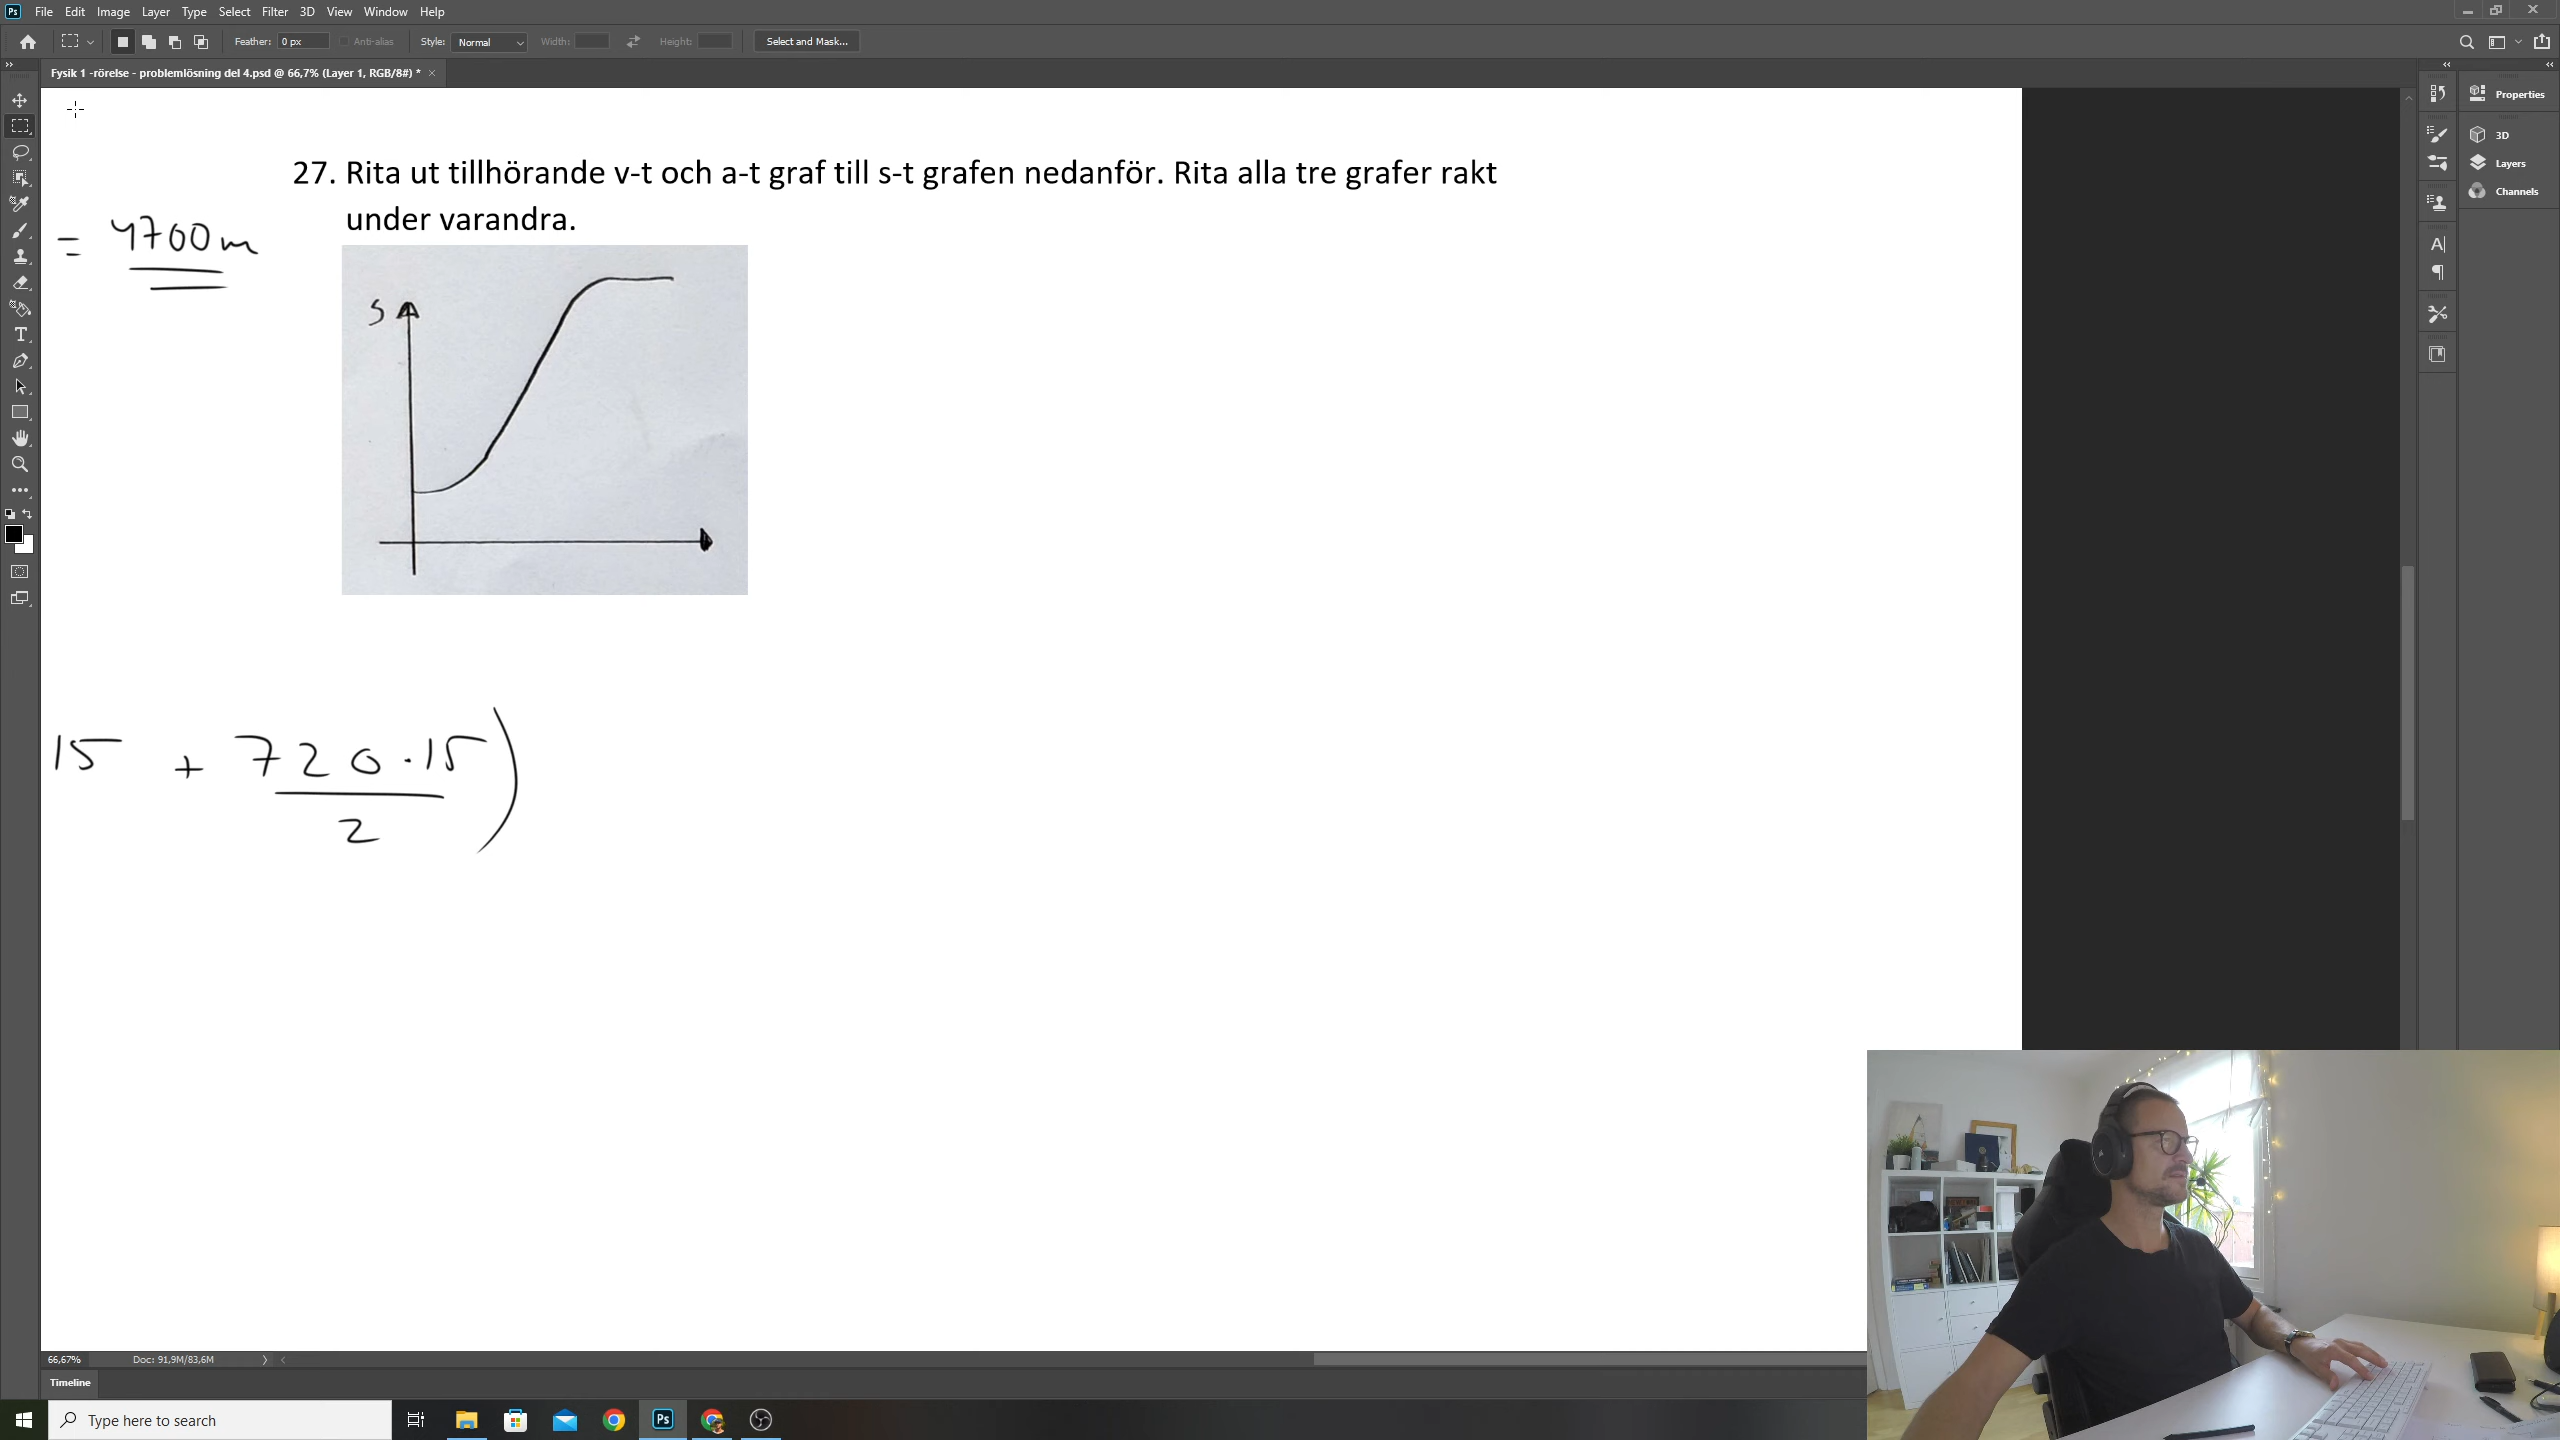 File Edit Image Layer Type Select Filter 3D View Window Help
Feather: 0 px Anti-alias Style: Normal Width: Height: Select and Mask...
Fysik 1 -rörelse - problemlösning del 4.psd @ 66,7% (Layer 1, RGB/8#) *
Properties
3D
Layers
Channels
27. Rita ut tillhörande v-t och a-t graf till s-t grafen nedanför. Rita alla tre grafer rakt
under varandra.
= 4700m
s
15 + 720·15)
2
66,67% Doc: 91,9M/83,6M
Timeline
Type here to search